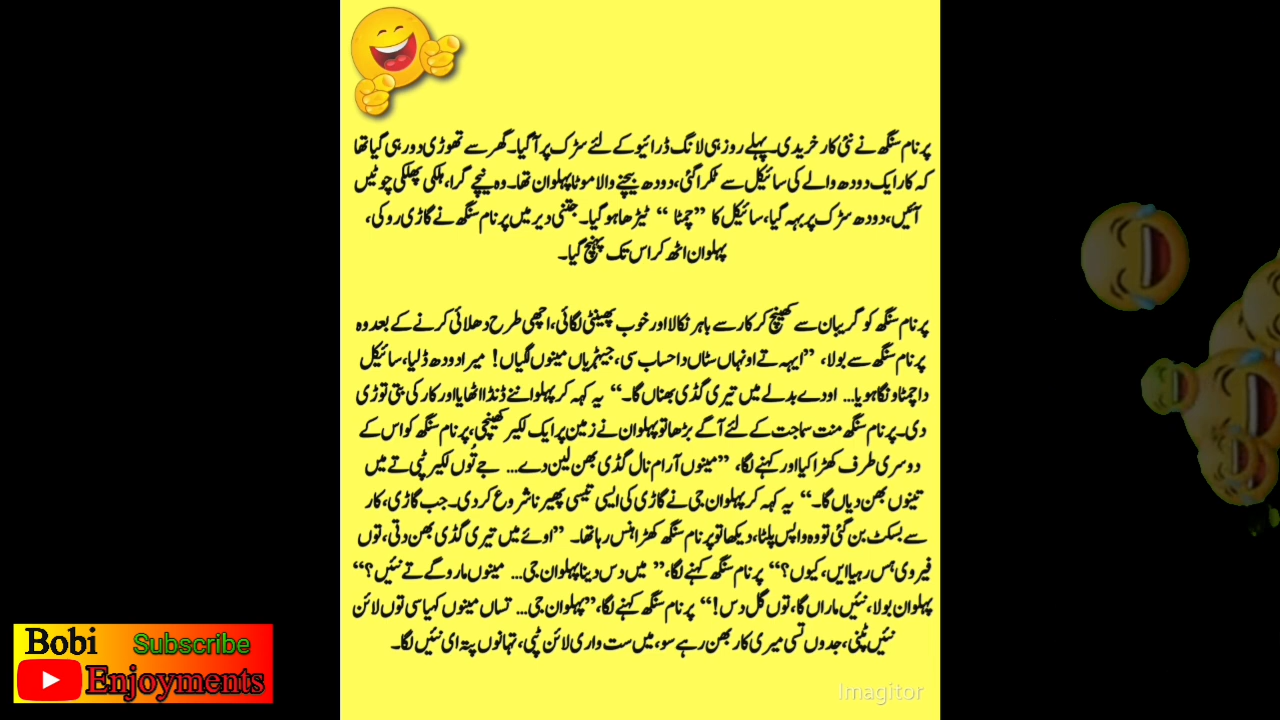 پرنام سنگھ نے نئی کار خریدی۔ پہلے روز ہی لانگ ڈرائیو کے لئے سڑک پر آ گیا۔ گھر سے تھوڑی دور ہی گیا تھا
کہ کار ایک دودھ والے کی سائیکل سے ٹکرا گئی، دودھ بیچنے والا موٹا پہلوان تھا۔ وہ نیچے گرا، ہلکی پھلکی چوٹیں
آئیں، دودھ سڑک پر بہہ گیا، سائیکل کا ”چمٹا “ ٹیڑھا ہو گیا۔ جتنی دیر میں پرنام سنگھ نے گاڑی روکی،
پہلوان اٹھ کر اس تک پہنچ گیا۔
پرنام سنگھ کو گریبان سے کھینچ کر کار سے باہر نکالا اور خوب پھینٹی لگائی، اچھی طرح دھلائی کرنے کے بعد وہ
پرنام سنگھ سے بولا، ”ایہہ تے اونہاں سٹاں دا حساب سی، جیہڑیاں مینوں لگیاں! میرا دودھ ڈلیا، سائیکل
دا چمٹا ونگا ہویا... اودے بدلے میں تیری گڈی بھناں گا۔“ یہ کہہ کر پہلوان نے ڈنڈا اٹھایا اور کار کی بتی توڑی
دی۔ پرنام سنگھ منت سماجت کے لئے آگے بڑھا تو پہلوان نے زمین پر ایک لکیر کھینچی، پرنام سنگھ کو اس کے
دوسری طرف کھڑا کیا اور کہنے لگا، ”مینوں آرام نال گڈی بھن لین دے... جے تُوں لکیر ٹپی تے میں
تینوں بھن دیاں گا۔“ یہ کہہ کر پہلوان جی نے گاڑی کی ایسی تیسی پھیرنا شروع کر دی۔ جب گاڑی، کار
سے بسکٹ بن گئی تو وہ واپس پلٹا، دیکھا تو پرنام سنگھ کھڑا ہنس رہا تھا۔ ”اوئے میں تیری گڈی بھن دتی، توں
فیر وی ہس رہیا ایں، کیوں؟“ پرنام سنگھ کہنے لگا،” میں دس دینا پہلوان جی... مینوں مارو گے تے نئیں؟“
پہلوان بولا، نئیں ماراں گا، توں گل دس!“ پرنام سنگھ کہنے لگا،”پہلوان جی... تساں مینوں کہیا سی توں لائن
نئیں ٹپنی، جدوں تسی میری کار بھن رہے سو، میں ست واری لائن ٹپی، تہانوں پتہ ای نئیں لگا۔
Imagitor
Bobi Subscribe
Enjoyments